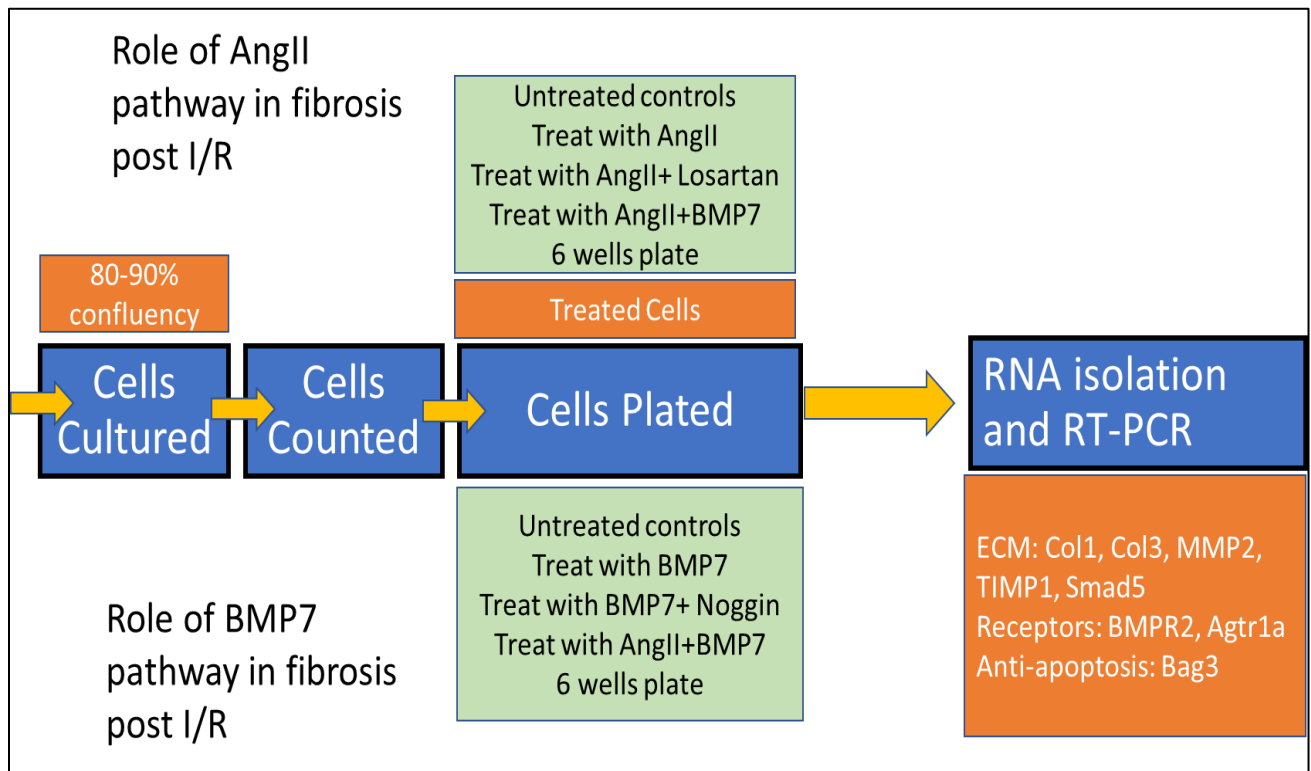 Role of AngII
pathway in fibrosis
post I/R
Untreated controls
Treat with AngII
Treat with AngII+ Losartan
Treat with AngII+BMP7
6 wells plate
80-90%
confluency
Treated Cells
Cells
Cultured
Cells
Counted
Cells Plated
RNA isolation
and RT-PCR
Untreated controls
Treat with BMP7
Treat with BMP7+ Noggin
Treat with AngII+BMP7
6 wells plate
Role of BMP7
pathway in fibrosis
post I/R
ECM: Col1, Col3, MMP2,
TIMP1, Smad5
Receptors: BMPR2, Agtr1a
Anti-apoptosis: Bag3